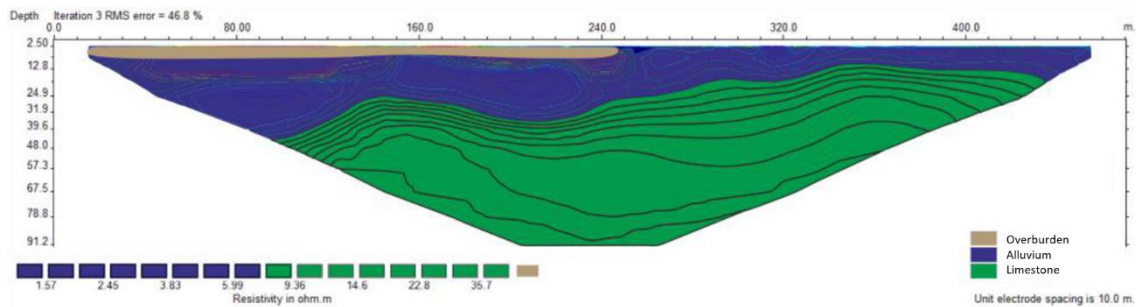 Depth Iteration 3 RMS error = 46.8 %
0.0 80.00 160.0 240.0 320.0 400.0 m.
2.50
12.8
24.9
31.9
39.6
48.0
57.3
67.5
78.8
91.2
Overburden
Alluvium
Limestone
1.57 2.45 3.83 5.99 9.36 14.6 22.8 35.7
Resistivity in ohm.m
Unit electrode spacing is 10.0 m.